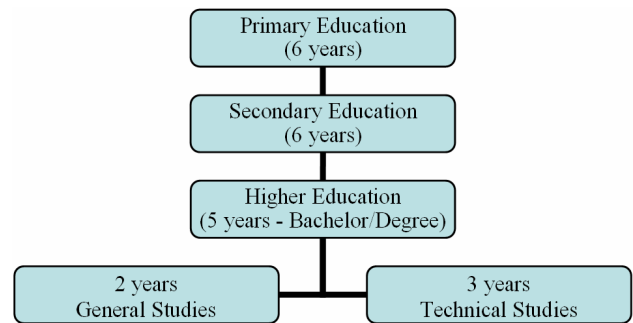 Primary Education
(6 years)
Secondary Education
(6 years)
Higher Education
(5 years - Bachelor/Degree)
2 years
General Studies
3 years
Technical Studies